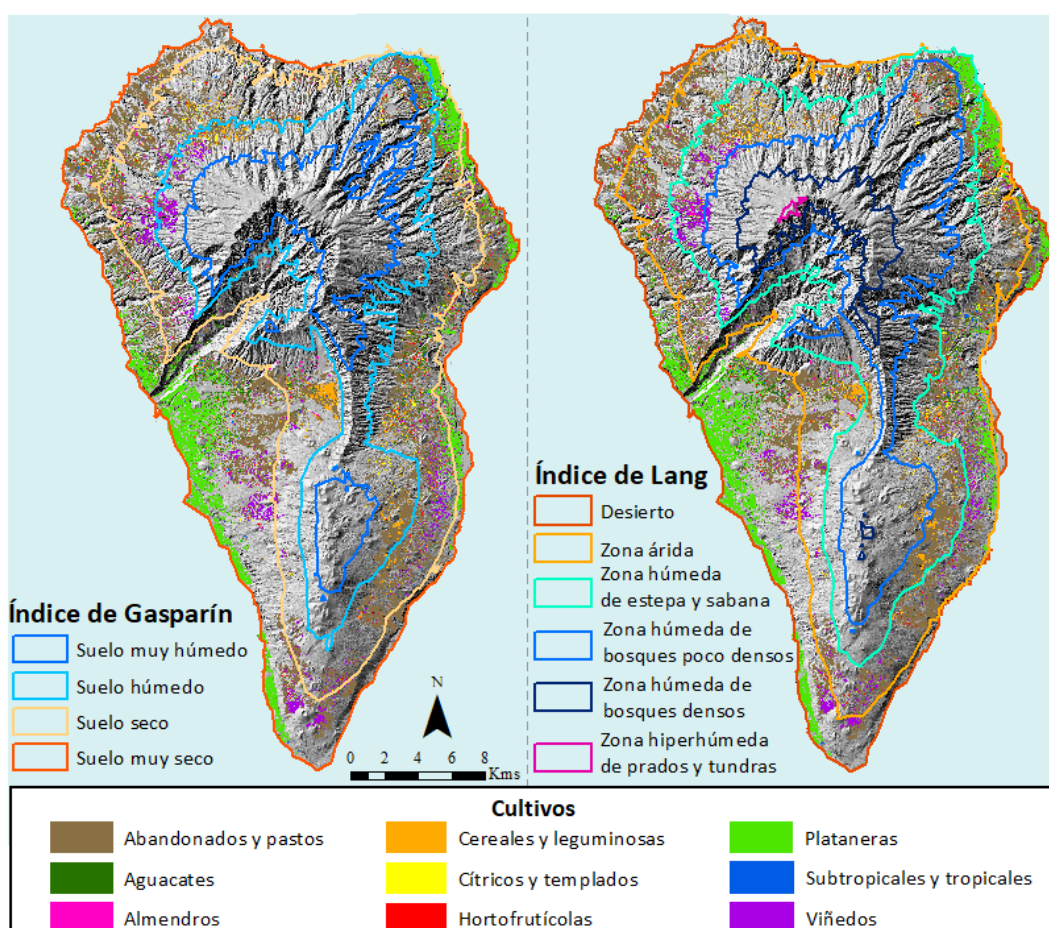 Índice de Gasparín
Suelo muy húmedo
Suelo húmedo
Suelo seco
Suelo muy seco
N
0 2 4 6 8
Kms
Índice de Lang
Desierto
Zona árida
Zona húmeda
de estepa y sabana
Zona húmeda de
bosques poco densos
Zona húmeda de
bosques densos
Zona hiperhúmeda
de prados y tundras
Cultivos
Abandonados y pastos
Aguacates
Almendros
Cereales y leguminosas
Cítricos y templados
Hortofrutícolas
Plataneras
Subtropicales y tropicales
Viñedos